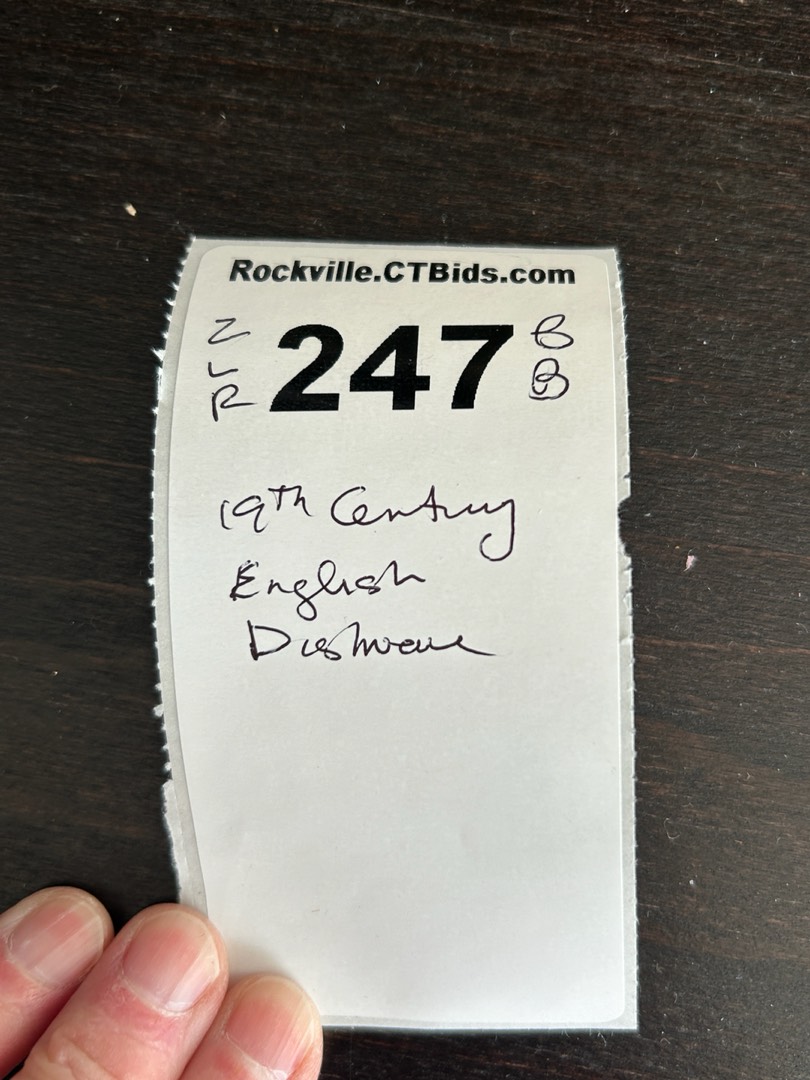 Rockville.CTBids.com
Z
L
R
247
B
B
19th Century
English
Dishware